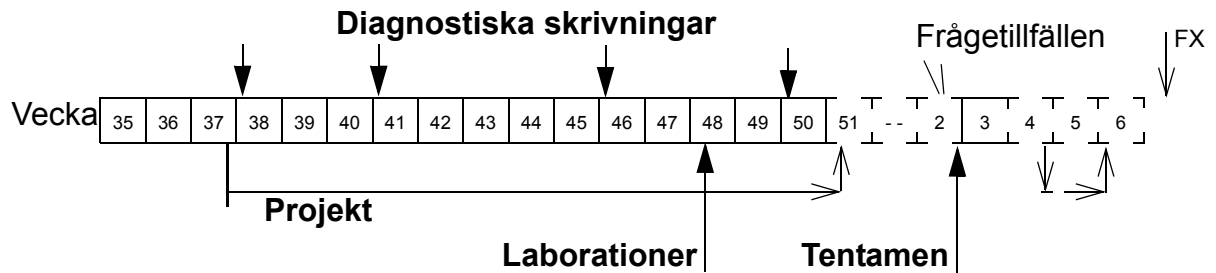 Diagnostiska skrivningar
Frågetillfällen
FX
Vecka 35 36 37 38 39 40 41 42 43 44 45 46 47 48 49 50 51 - - 2 3 4 5 6
Projekt
Laborationer Tentamen